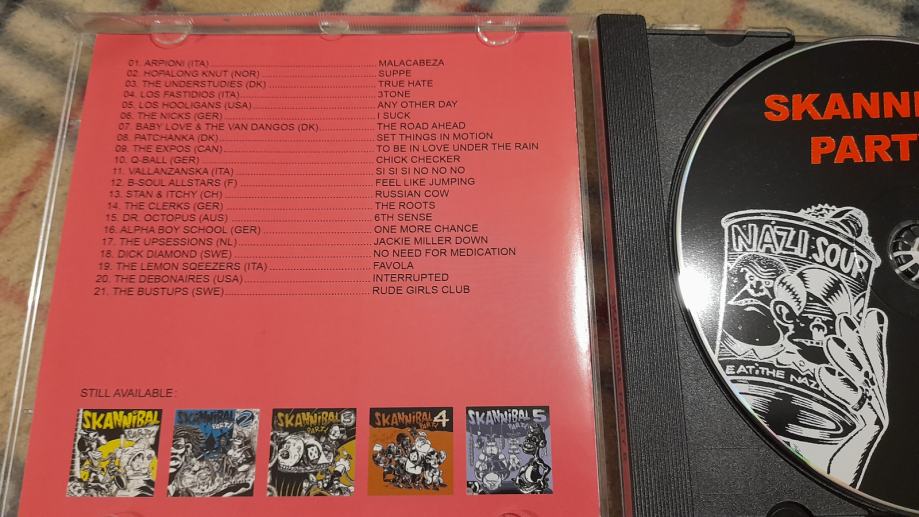 01. ARPIONI (ITA) MALACABEZA
02. HOPALONG KNUT (NOR) SUPPE
03. THE UNDERSTUDIES (DK) TRUE HATE
04. LOS FASTIDIOS (ITA) 3TONE
05. LOS HOOLIGANS (USA) ANY OTHER DAY
06. THE NICKS (GER) I SUCK
07. BABY LOVE & THE VAN DANGOS (DK) THE ROAD AHEAD
08. PATCHANKA (DK) SET THINGS IN MOTION
09. THE EXPOS (CAN) TO BE IN LOVE UNDER THE RAIN
10. Q-BALL (GER) CHICK CHECKER
11. VALLANZANSKA (ITA) SI SI SI NO NO NO
12. B-SOUL ALLSTARS (F) FEEL LIKE JUMPING
13. STAN & ITCHY (CH) RUSSIAN COW
14. THE CLERKS (GER) THE ROOTS
15. DR. OCTOPUS (AUS) 6TH SENSE
16. ALPHA BOY SCHOOL (GER) ONE MORE CHANCE
17. THE UPSESSIONS (NL) JACKIE MILLER DOWN
18. DICK DIAMOND (SWE) NO NEED FOR MEDICATION
19. THE LEMON SQEEZERS (ITA) FAVOLA
20. THE DEBONAIRES (USA) INTERRUPTED
21. THE BUSTUPS (SWE) RUDE GIRLS CLUB
STILL AVAILABLE:
SKANNIBAL
SKANNIBAL 2
PARTY
SKANNIBAL
PARTY
SKANNIBAL 4
PARTY
SKANNIBAL 5
PARTY
SKANNI
PART
NAZI SOUP
EAT THE NAZ